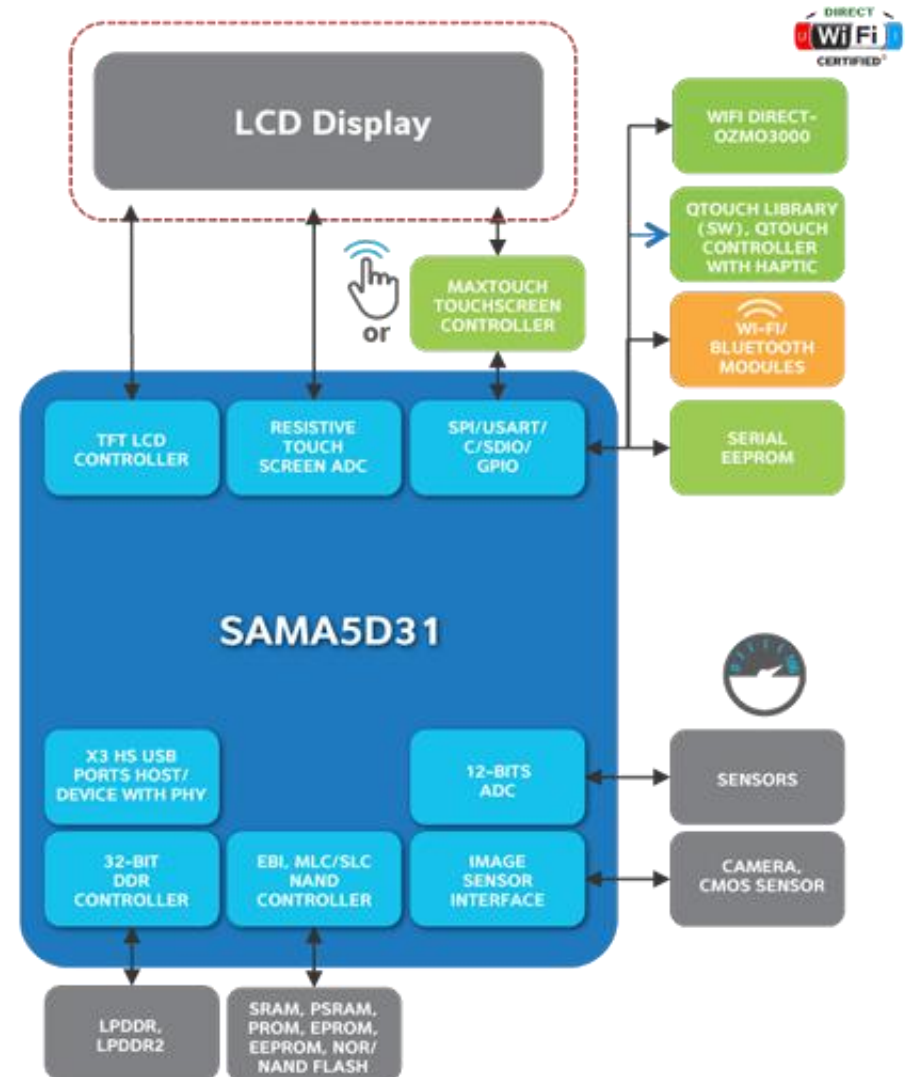 DIRECT
Wi Fi
CERTIFIED
LCD Display
WIFI DIRECT-
OZMO3000
QTOUCH LIBRARY
(SW), QTOUCH
CONTROLLER
WITH HAPTIC
or
MAXTOUCH
TOUCHSCREEN
CONTROLLER
WI-FI/
BLUETOOTH
MODULES
TFT LCD
CONTROLLER
RESISTIVE
TOUCH
SCREEN ADC
SPI/USART/
C/SDIO/
GPIO
SERIAL
EEPROM
SAMA5D31
X3 HS USB
PORTS HOST/
DEVICE WITH PHY
12-BITS
ADC
SENSORS
32-BIT
DDR
CONTROLLER
EBI, MLC/SLC
NAND
CONTROLLER
IMAGE
SENSOR
INTERFACE
CAMERA,
CMOS SENSOR
LPDDR,
LPDDR2
SRAM, PSRAM,
PROM, EPROM,
EEPROM, NOR/
NAND FLASH